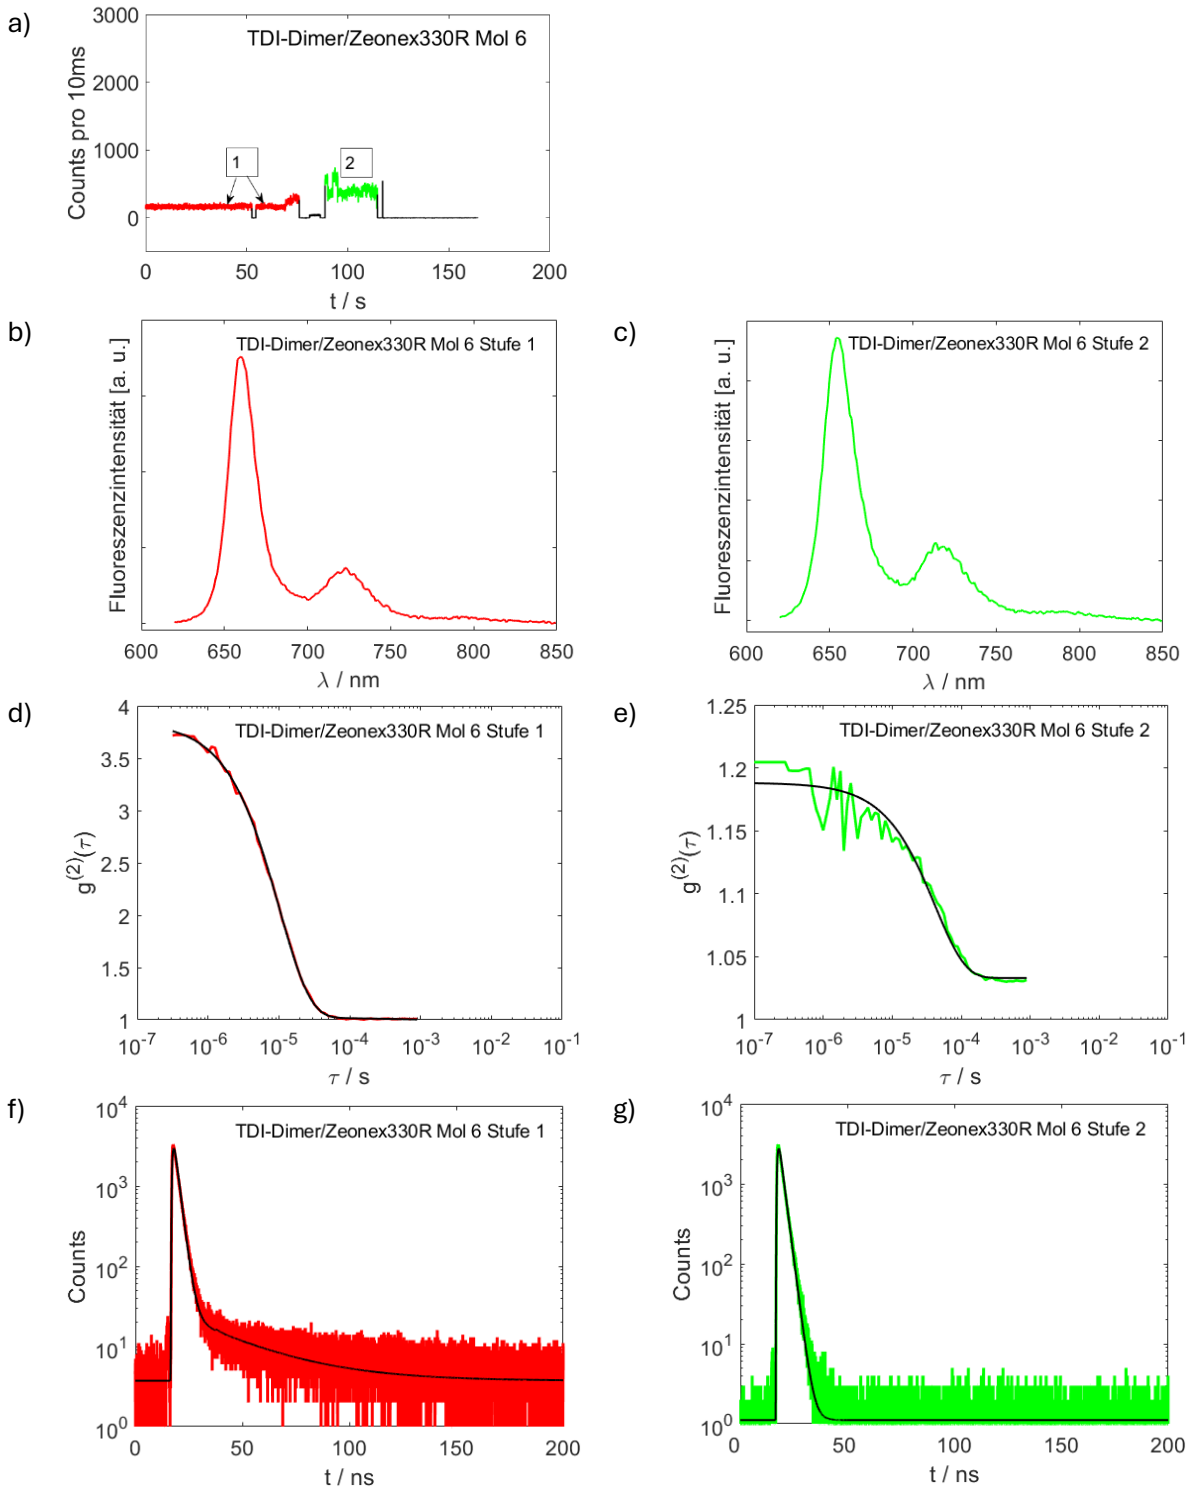 a)
TDI-Dimer/Zeonex330R Mol 6
Counts pro 10ms
3000
2000
1000
0
1
2
0 50 100 150 200
t / s
b)
TDI-Dimer/Zeonex330R Mol 6 Stufe 1
Fluoreszenzintensität [a. u.]
600 650 700 750 800 850
λ / nm
c)
TDI-Dimer/Zeonex330R Mol 6 Stufe 2
Fluoreszenzintensität [a. u.]
600 650 700 750 800 850
λ / nm
d)
TDI-Dimer/Zeonex330R Mol 6 Stufe 1
g(2)(τ)
4
3.5
3
2.5
2
1.5
1
10-7 10-6 10-5 10-4 10-3 10-2 10-1
τ / s
e)
TDI-Dimer/Zeonex330R Mol 6 Stufe 2
g(2)(τ)
1.25
1.2
1.15
1.1
1.05
1
10-7 10-6 10-5 10-4 10-3 10-2 10-1
τ / s
f)
TDI-Dimer/Zeonex330R Mol 6 Stufe 1
Counts
104
103
102
101
100
0 50 100 150 200
t / ns
g)
TDI-Dimer/Zeonex330R Mol 6 Stufe 2
Counts
104
103
102
101
100
0 50 100 150 200
t / ns